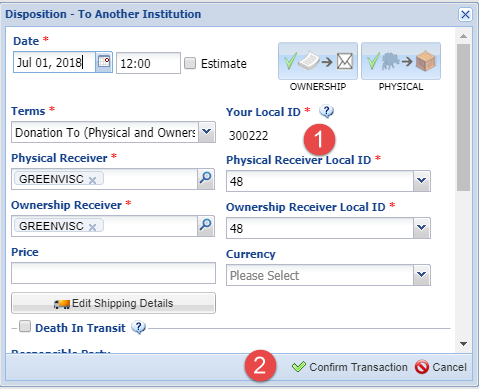 Disposition - To Another Institution
Date *
Jul 01, 2018
12:00
Estimate
OWNERSHIP
PHYSICAL
Terms *
Donation To (Physical and Owners
Your Local ID *
300222
1
Physical Receiver *
GREENVISC
Physical Receiver Local ID *
48
Ownership Receiver *
GREENVISC
Ownership Receiver Local ID *
48
Price
Currency
Please Select
Edit Shipping Details
Death In Transit
Responsible Party
2
Confirm Transaction
Cancel